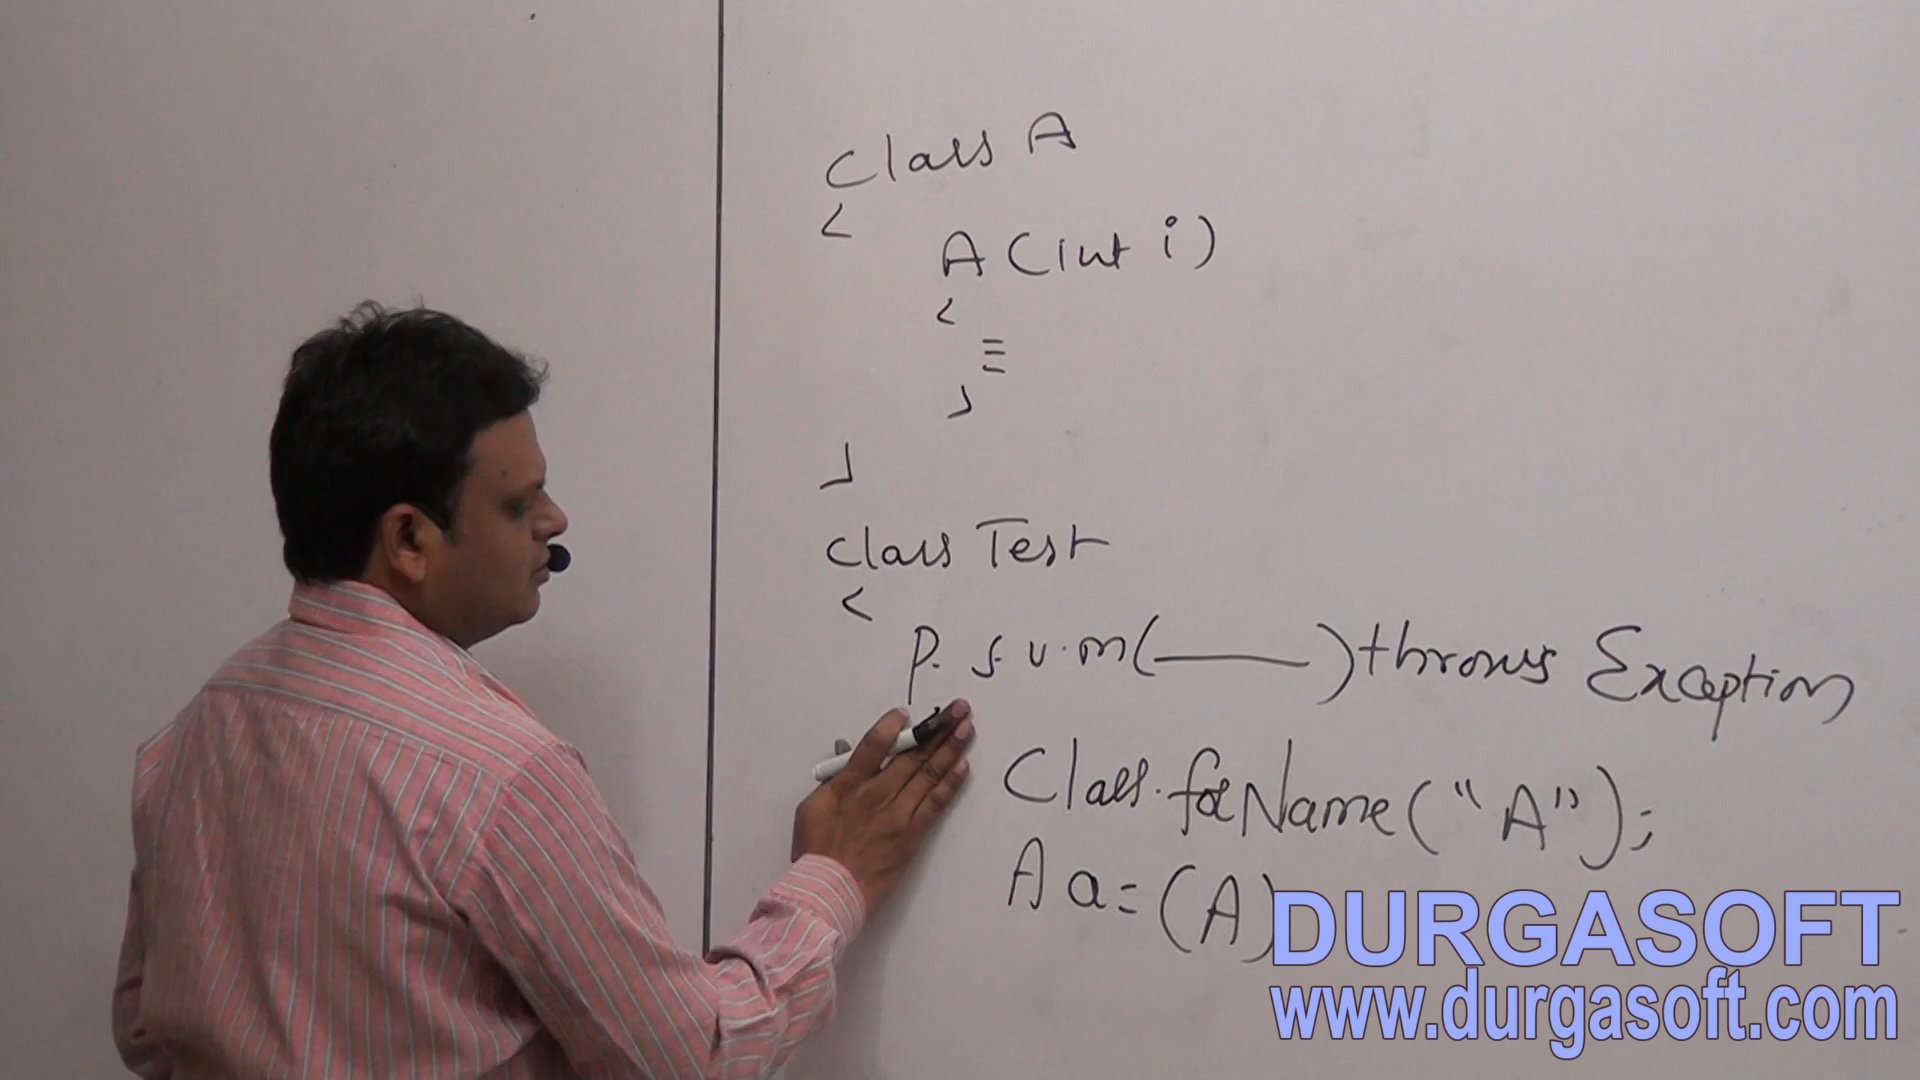 Class A
{
A (int i)
{
≡
}
}
class Test
{
P. S. V. m( —— ) throws Exception
Class.forName("A");
A a = (A)
DURGASOFT
www.durgasoft.com